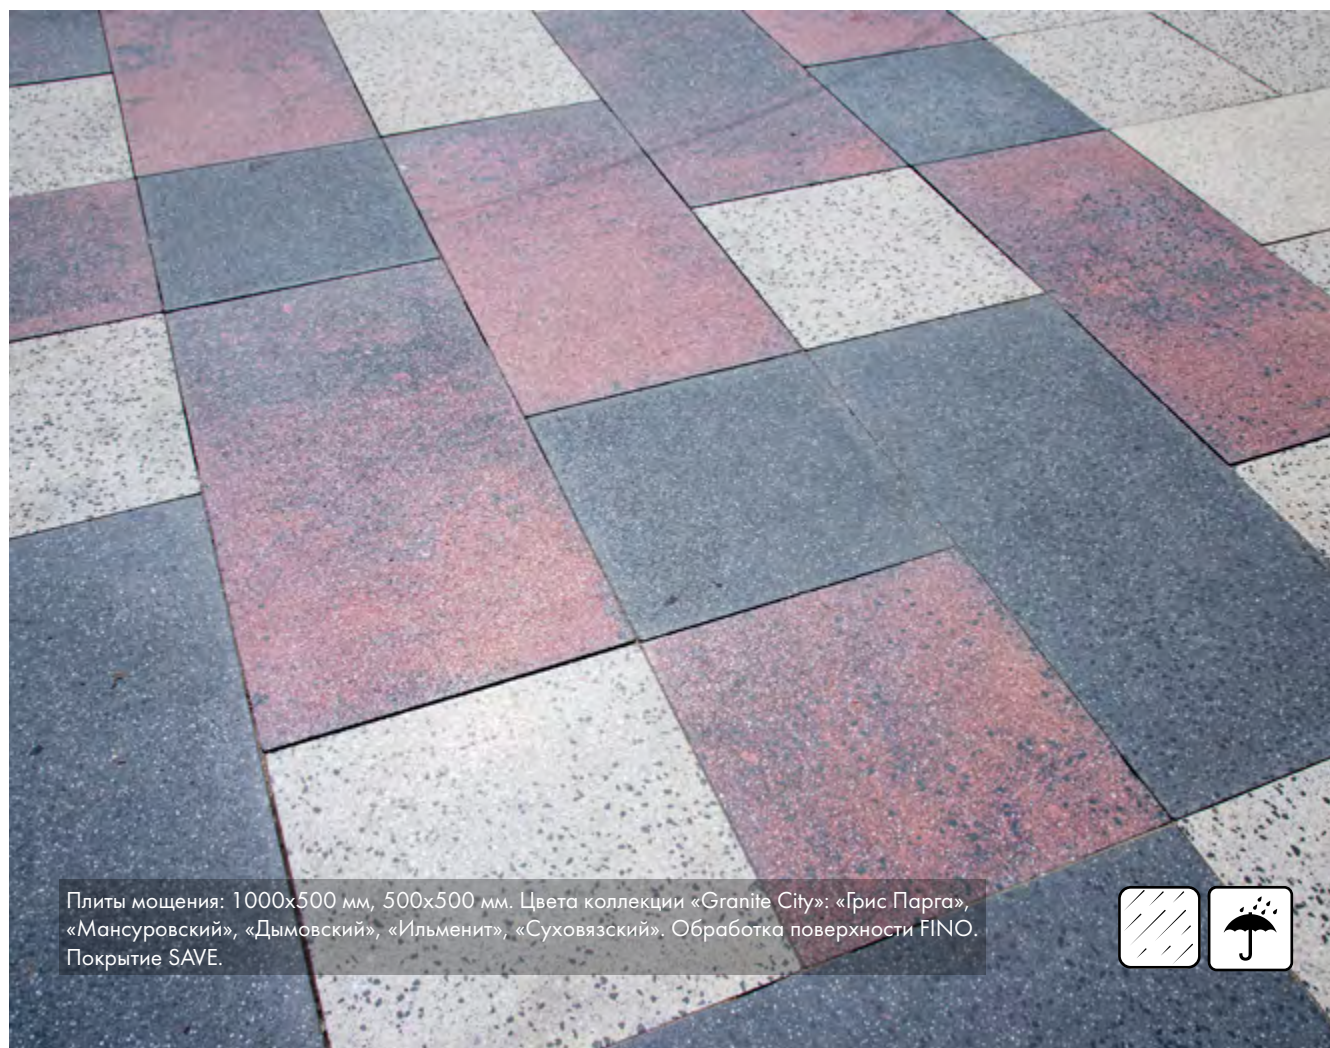 Плиты мощения: 1000х500 мм, 500х500 мм. Цвета коллекции «Granite City»: «Грис Парга»,
«Мансуровский», «Дымовский», «Ильменит», «Суховязский». Обработка поверхности FINO.
Покрытие SAVE.